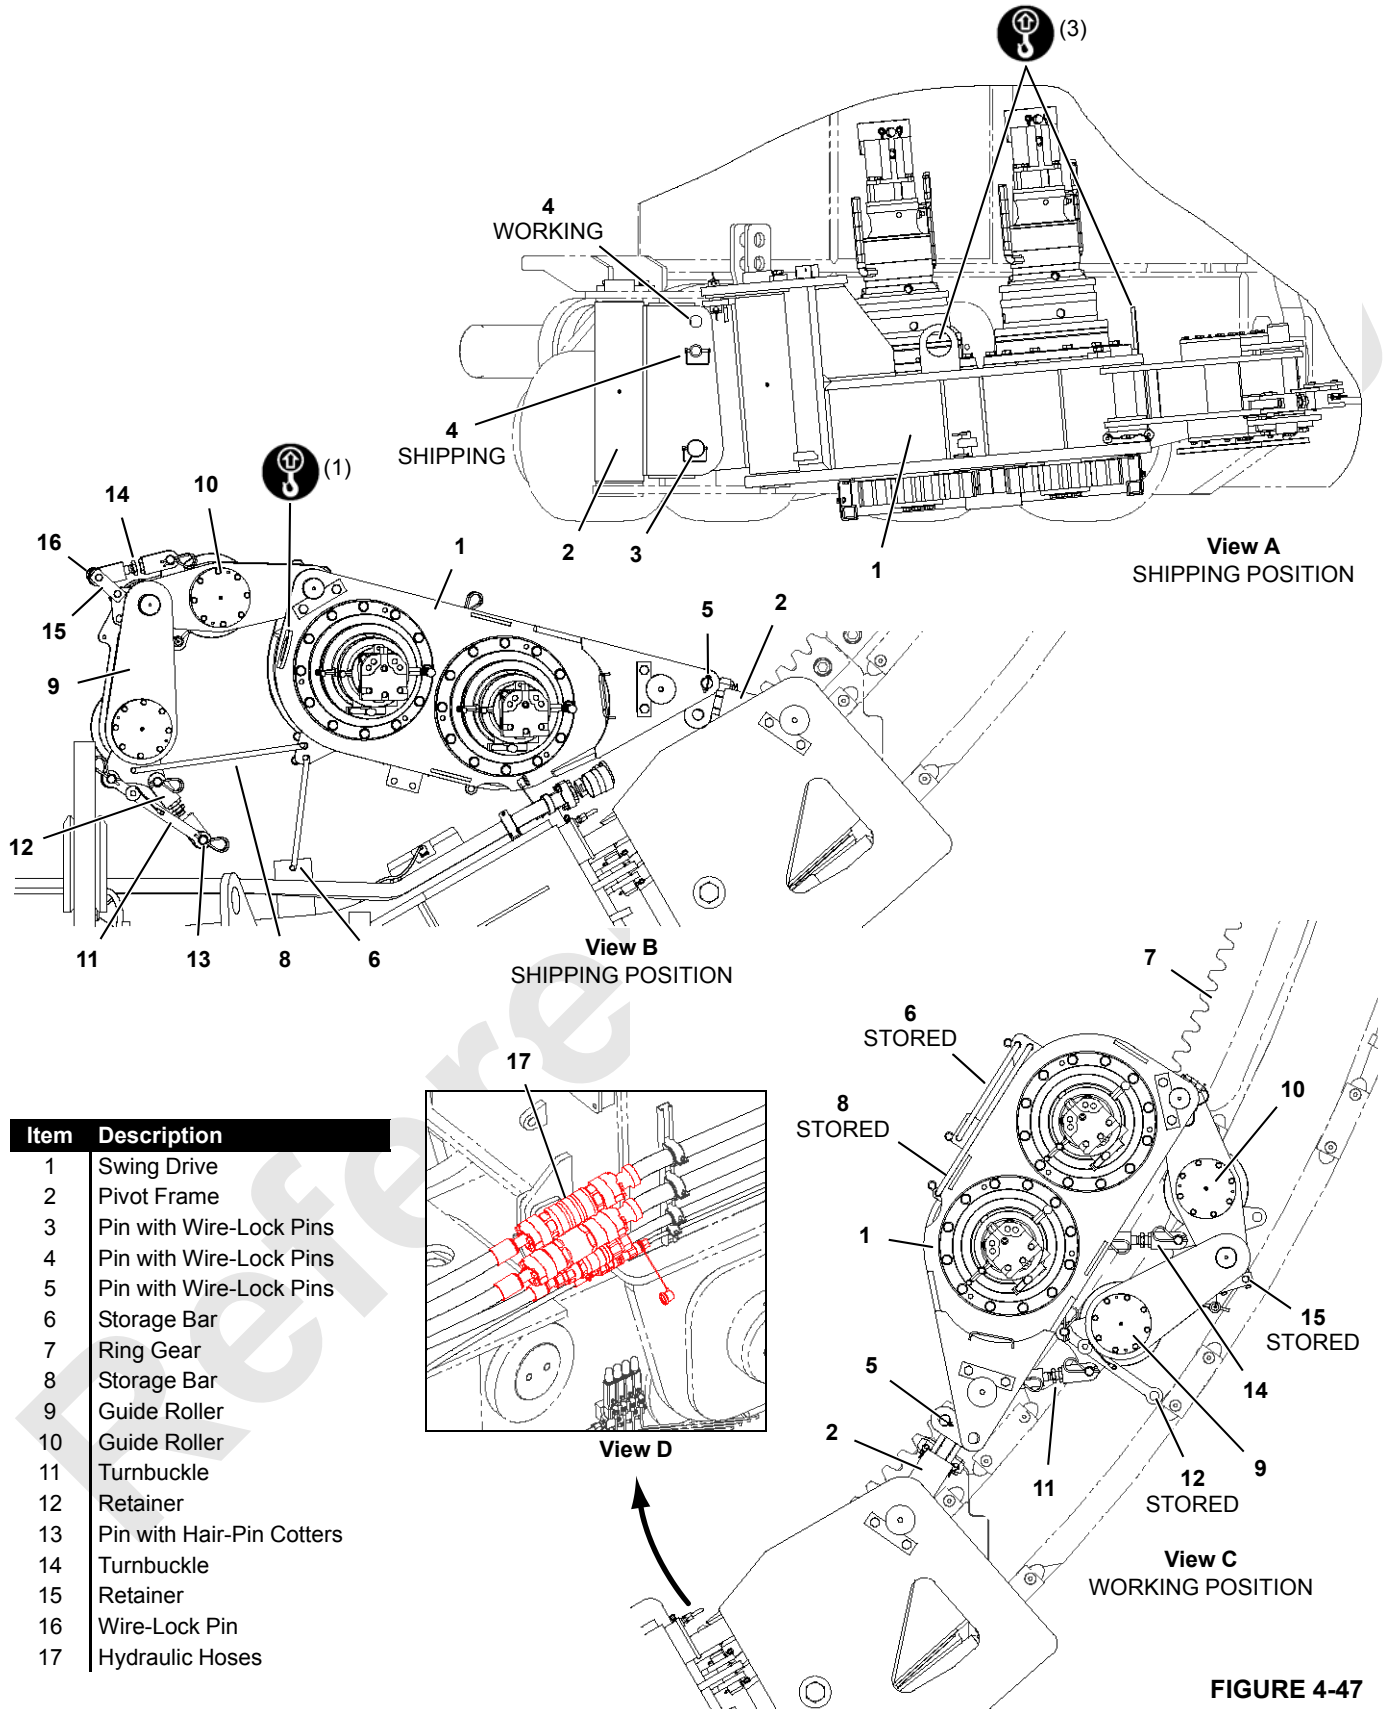 (3)
4
WORKING
4
SHIPPING
2
3
1
View A
SHIPPING POSITION
(1)
14
10
16
1
5
2
15
9
12
11
13
8
6
View B
SHIPPING POSITION
7
6
STORED
8
STORED
10
1
15
STORED
14
5
2
11
12
STORED
9
View C
WORKING POSITION
17
View D
Item Description
1 Swing Drive
2 Pivot Frame
3 Pin with Wire-Lock Pins
4 Pin with Wire-Lock Pins
5 Pin with Wire-Lock Pins
6 Storage Bar
7 Ring Gear
8 Storage Bar
9 Guide Roller
10 Guide Roller
11 Turnbuckle
12 Retainer
13 Pin with Hair-Pin Cotters
14 Turnbuckle
15 Retainer
16 Wire-Lock Pin
17 Hydraulic Hoses
FIGURE 4-47